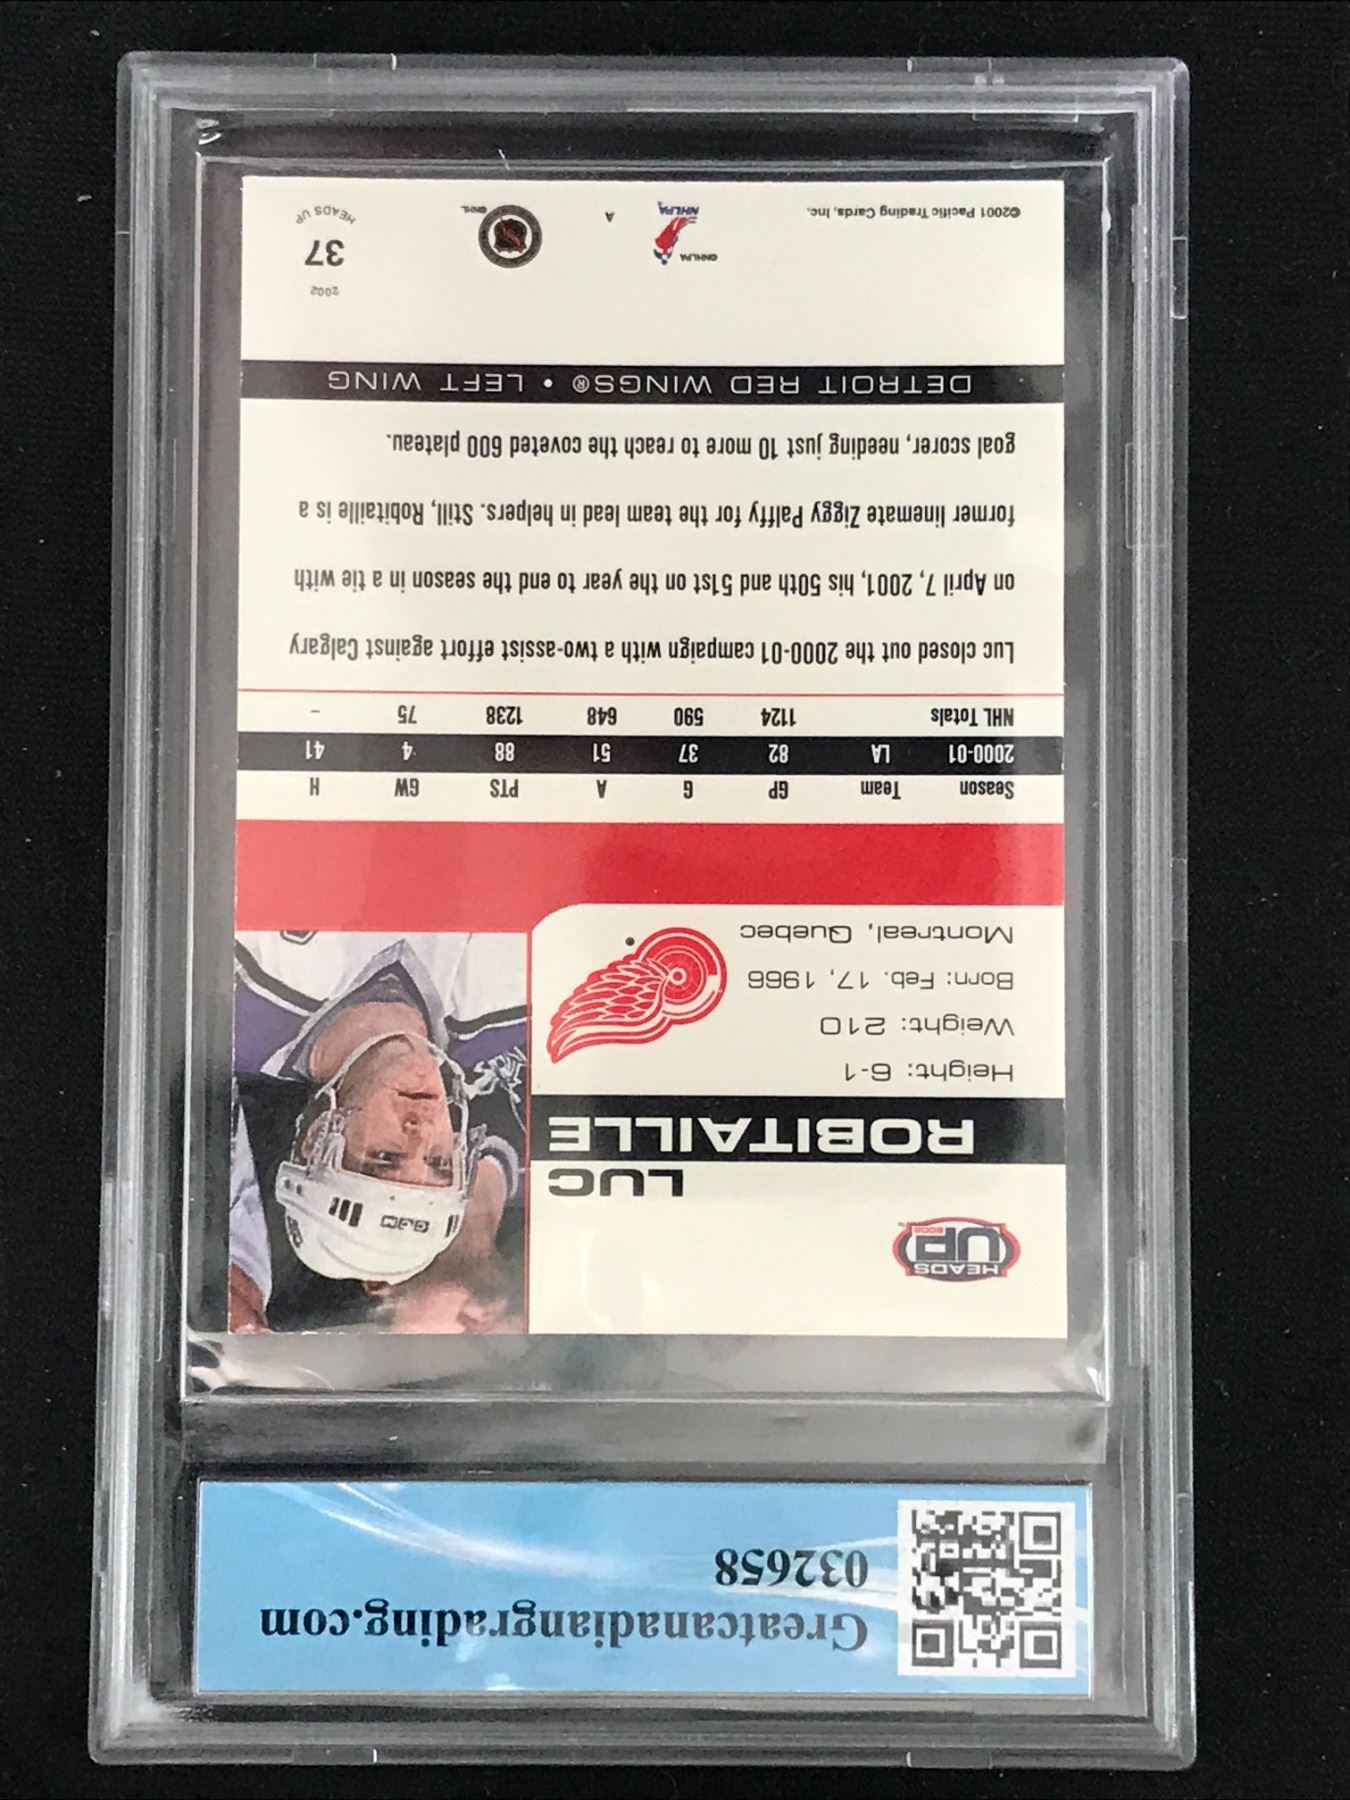 Greatcanadiangrading.com
032658
HEADS
UP
2002
LUC
ROBITAILLE
Height: 6-1
Weight: 210
Born: Feb. 17, 1966
Montreal, Quebec
CCM
Season Team GP G A PTS GW H
2000-01 LA 82 37 51 88 4 41
NHL Totals 1124 590 648 1238 75 -
Luc closed out the 2000-01 campaign with a two-assist effort against Calgary
on April 7, 2001, his 50th and 51st on the year to end the season in a tie with
former linemate Ziggy Palffy for the team lead in helpers. Still, Robitaille is a
goal scorer, needing just 10 more to reach the coveted 600 plateau.
DETROIT RED WINGS® • LEFT WING
2002
37
HEADS UP
©NHLPA
NHLPA
©2001 Pacific Trading Cards, Inc.
A
©NHL